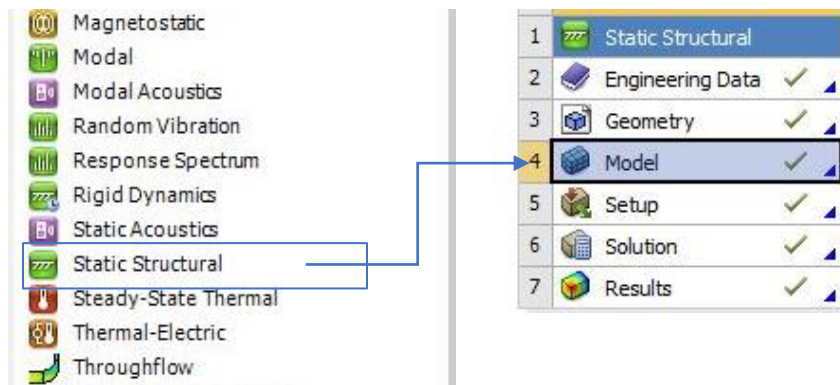 Magnetostatic
Modal
Modal Acoustics
Random Vibration
Response Spectrum
Rigid Dynamics
Static Acoustics
Static Structural
Steady-State Thermal
Thermal-Electric
Throughflow
1 Static Structural
2 Engineering Data
3 Geometry
4 Model
5 Setup
6 Solution
7 Results